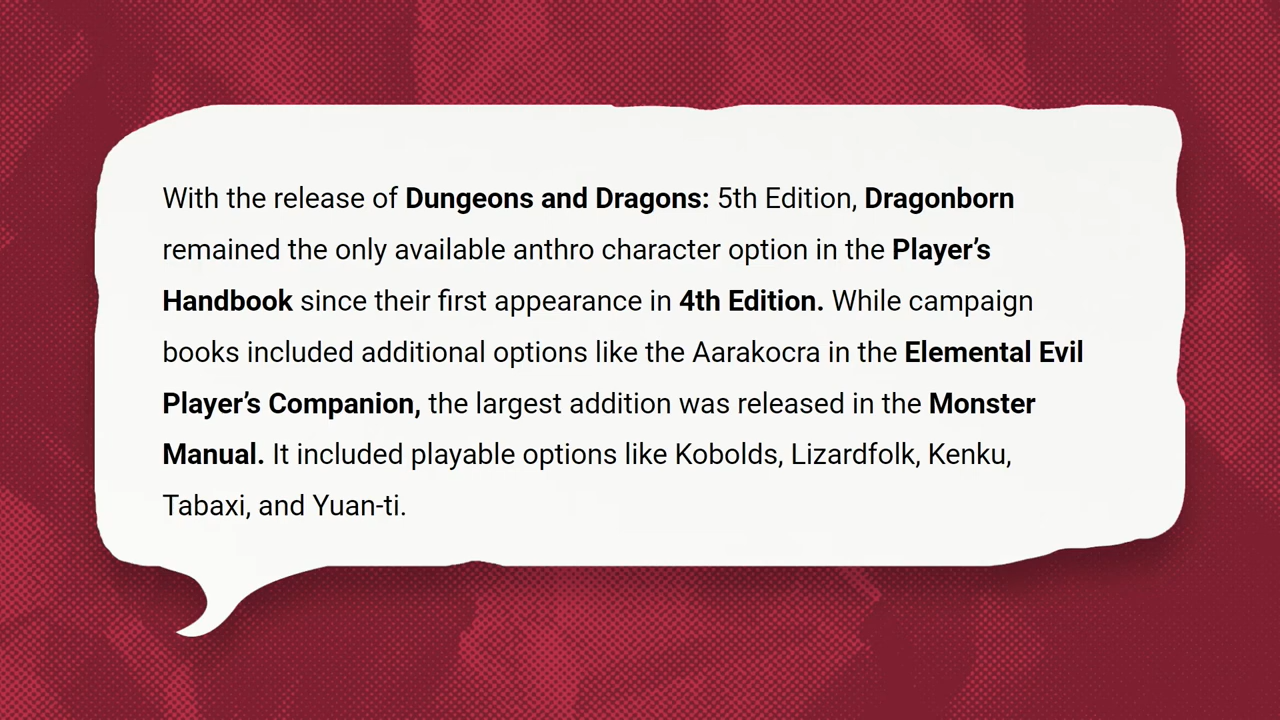 With the release of Dungeons and Dragons: 5th Edition, Dragonborn
remained the only available anthro character option in the Player’s
Handbook since their first appearance in 4th Edition. While campaign
books included additional options like the Aarakocra in the Elemental Evil
Player’s Companion, the largest addition was released in the Monster
Manual. It included playable options like Kobolds, Lizardfolk, Kenku,
Tabaxi, and Yuan-ti.